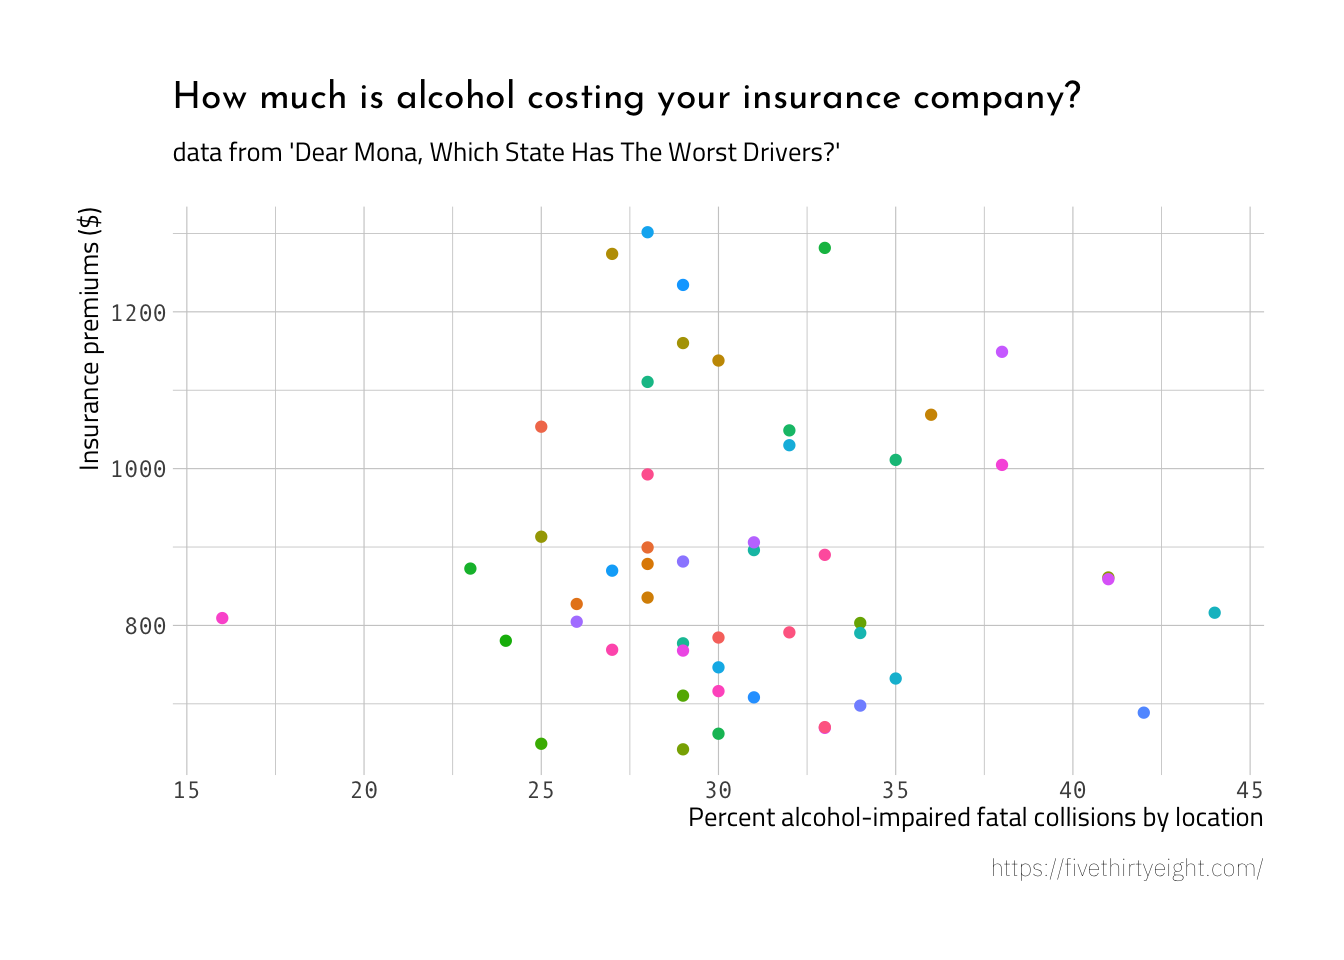 How much is alcohol costing your insurance company?
data from 'Dear Mona, Which State Has The Worst Drivers?'
Insurance premiums ($)
1200
1000
800
15 20 25 30 35 40 45
Percent alcohol-impaired fatal collisions by location
https://fivethirtyeight.com/